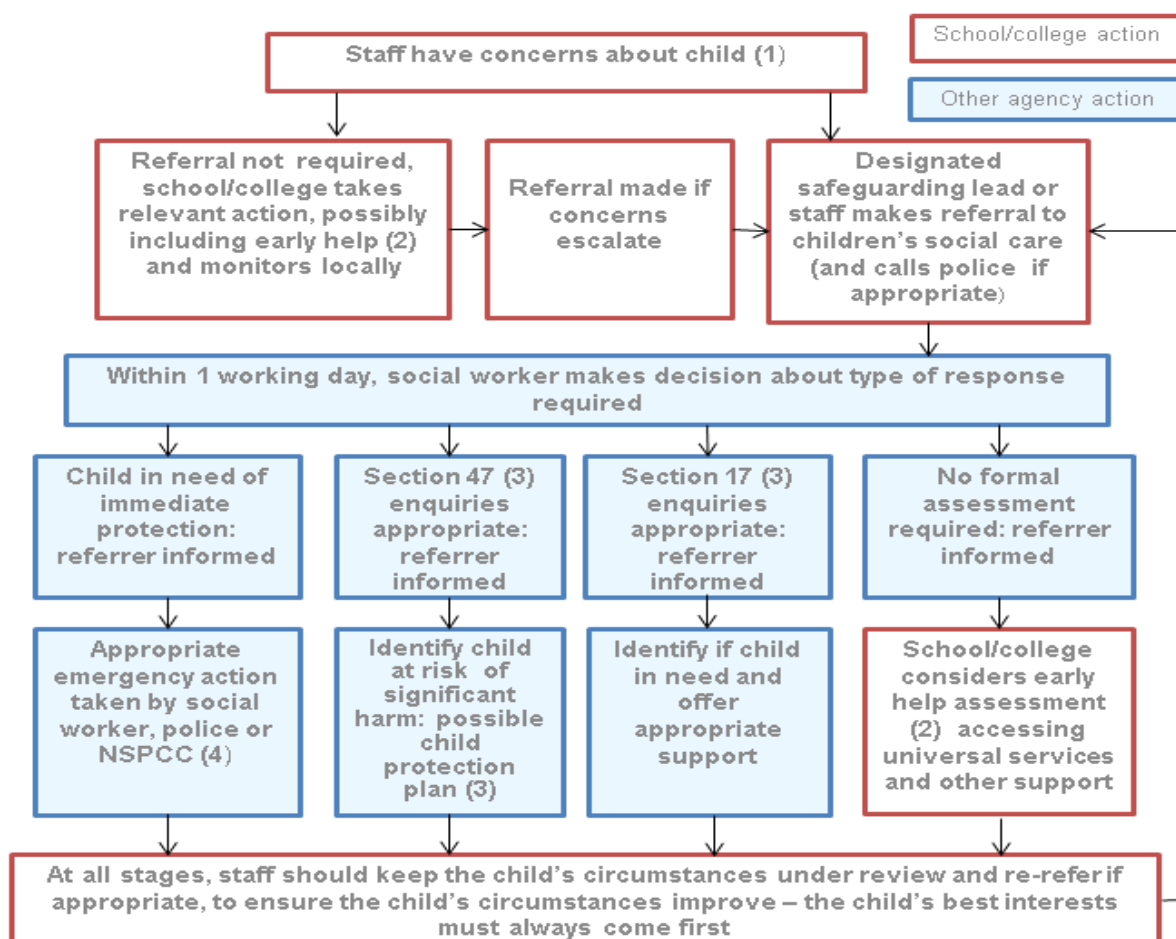 School/college action
Staff have concerns about child (1)
Other agency action
Referral not required,
school/college takes
relevant action, possibly
including early help (2)
and monitors locally
Referral made if
concerns
escalate
Designated
safeguarding lead or
staff makes referral to
children’s social care
(and calls police if
appropriate)
Within 1 working day, social worker makes decision about type of response
required
Child in need of
immediate
protection:
referrer informed
Section 47 (3)
enquiries
appropriate:
referrer
informed
Section 17 (3)
enquiries
appropriate:
referrer
informed
No formal
assessment
required: referrer
informed
Appropriate
emergency action
taken by social
worker, police or
NSPCC (4)
Identify child
at risk of
significant
harm: possible
child
protection
plan (3)
Identify if child
in need and
offer
appropriate
support
School/college
considers early
help assessment
(2) accessing
universal services
and other support
At all stages, staff should keep the child’s circumstances under review and re-refer if
appropriate, to ensure the child’s circumstances improve – the child’s best interests
must always come first